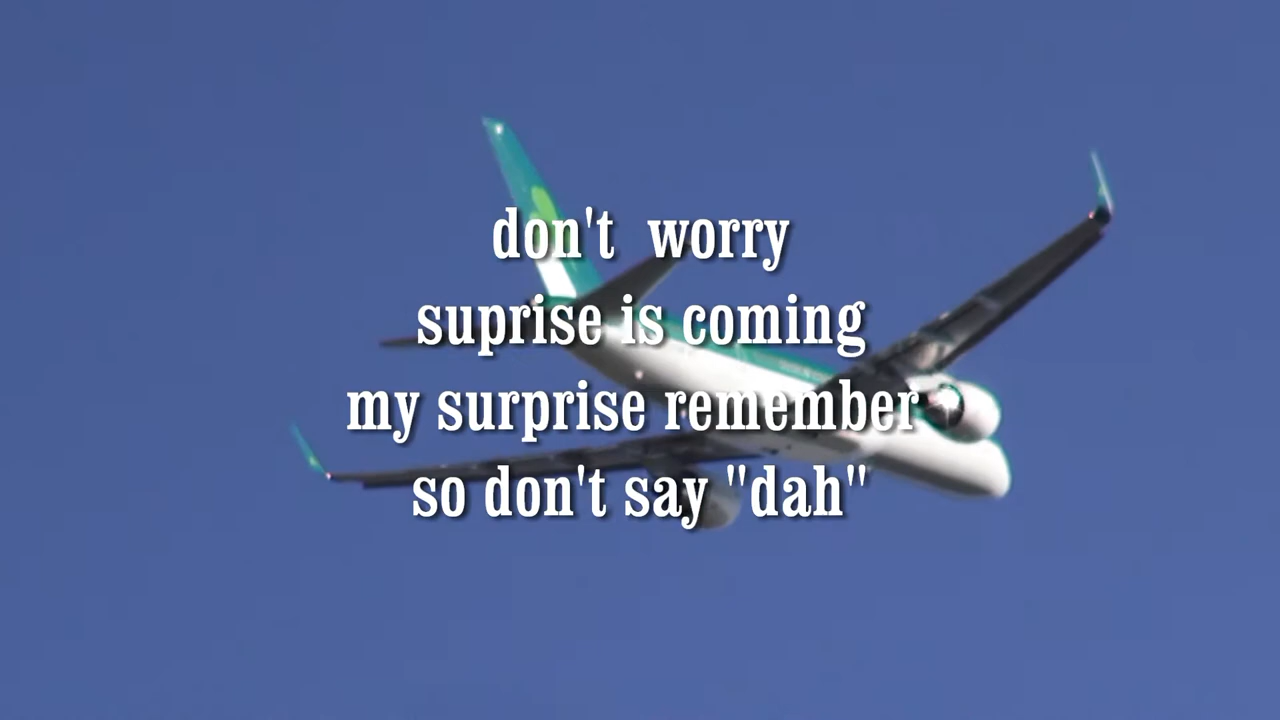 don't  worry
suprise is coming
my surprise remember
so don't say "dah"